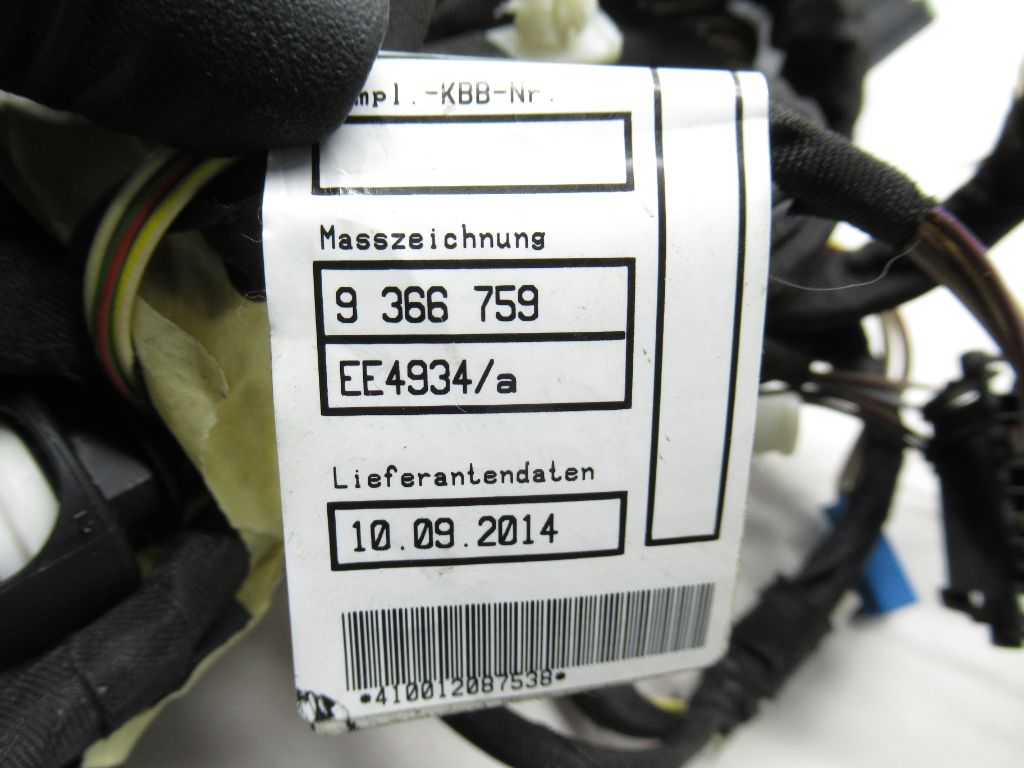 mpl.-KBB-Nr.
Masszeichnung
9 366 759
EE4934/a
Lieferantendaten
10.09.2014
*410012087538*